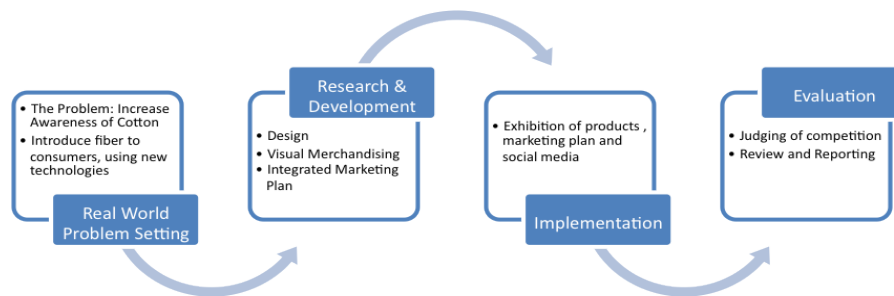 • The Problem: Increase
Awareness of Cotton
• Introduce fiber to
consumers, using new
technologies
Real World
Problem Setting
Research &
Development
• Design
• Visual Merchandising
• Integrated Marketing
Plan
• Exhibition of products ,
marketing plan and
social media
Implementation
Evaluation
• Judging of competition
• Review and Reporting